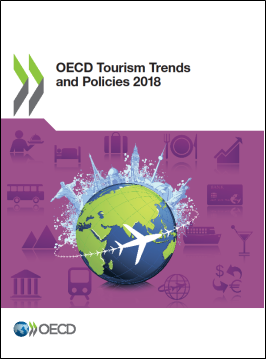 OECD Tourism Trends
and Policies 2018
$
€
OECD